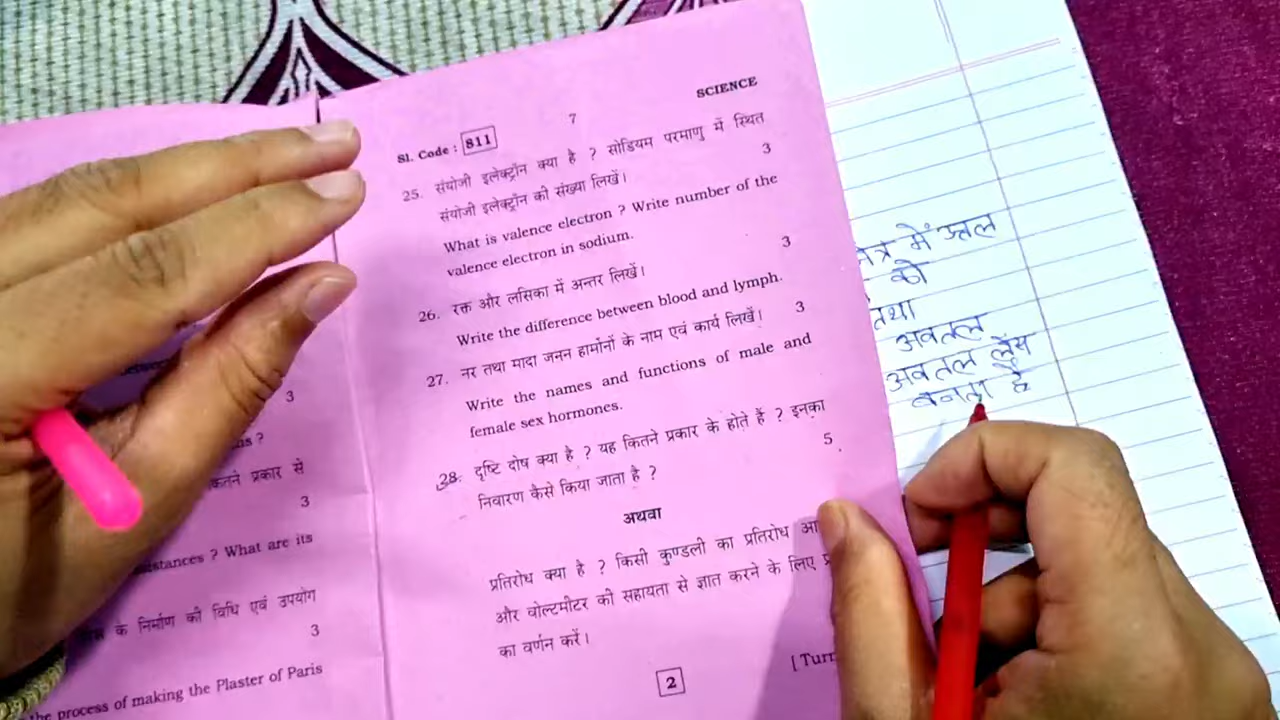 SCIENCE
7
Sl. Code : 811
25. संयोजी इलेक्ट्रॉन क्या है ? सोडियम परमाणु में स्थित
संयोजी इलेक्ट्रॉन की संख्या लिखें। 3
What is valence electron ? Write number of the
valence electron in sodium.
26. रक्त और लसिका में अन्तर लिखें। 3
Write the difference between blood and lymph.
27. नर तथा मादा जनन हार्मोनों के नाम एवं कार्य लिखें। 3
Write the names and functions of male and
female sex hormones.
28. दृष्टि दोष क्या है ? यह कितने प्रकार के होते हैं ? इनका
निवारण कैसे किया जाता है ? 5
अथवा
प्रतिरोध क्या है ? किसी कुण्डली का प्रतिरोध
और वोल्टमीटर की सहायता से ज्ञात करने के लिए
का वर्णन करें।
2
[ Turn
3
?
प्रकार से
3
? What are its
के निर्माण की विधि एवं उपयोग
3
process of making the Plaster of Paris
में उत्तल
को
तथा
अवतल
अवतल लेंस
बनता है